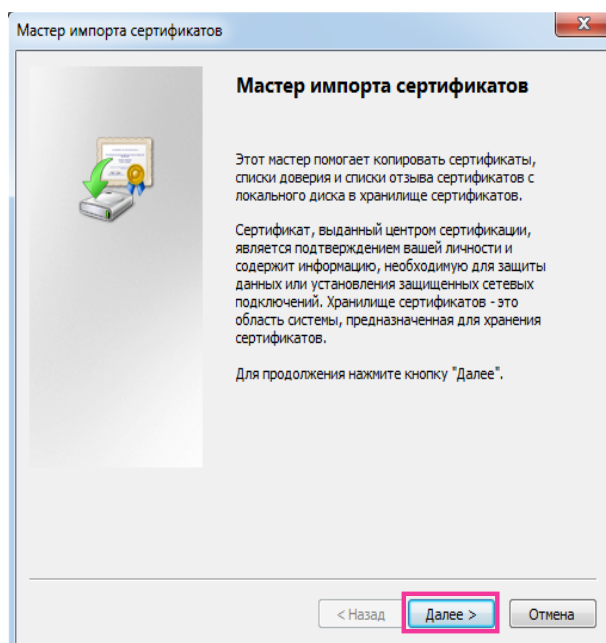 Мастер импорта сертификатов
Мастер импорта сертификатов
Этот мастер помогает копировать сертификаты,
списки доверия и списки отзыва сертификатов с
локального диска в хранилище сертификатов.
Сертификат, выданный центром сертификации,
является подтверждением вашей личности и
содержит информацию, необходимую для защиты
данных или установления защищенных сетевых
подключений. Хранилище сертификатов - это
область системы, предназначенная для хранения
сертификатов.
Для продолжения нажмите кнопку "Далее".
< Назад Далее > Отмена